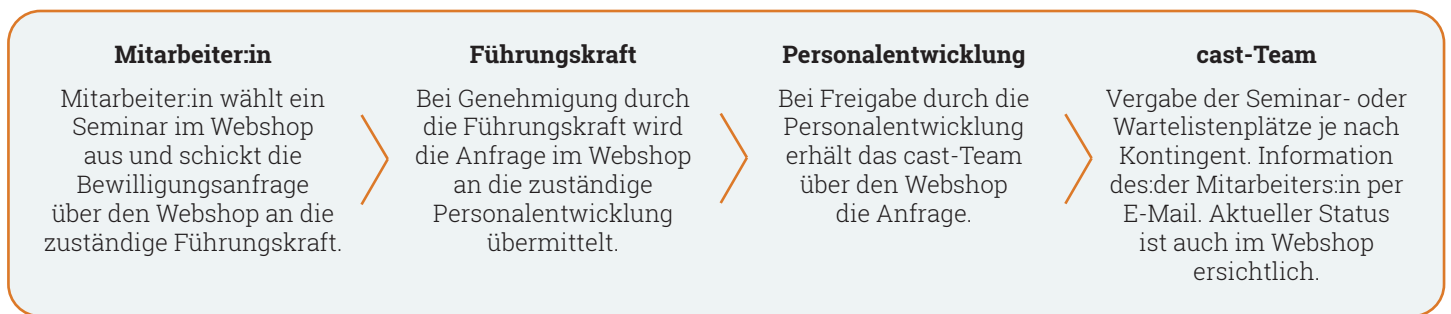 Mitarbeiter:in
Mitarbeiter:in wählt ein
Seminar im Webshop
aus und schickt die
Bewilligungsanfrage
über den Webshop an die
zuständige Führungskraft.
Führungskraft
Bei Genehmigung durch
die Führungskraft wird
die Anfrage im Webshop
an die zuständige
Personalentwicklung
übermittelt.
Personalentwicklung
Bei Freigabe durch die
Personalentwicklung
erhält das cast-Team
über den Webshop
die Anfrage.
cast-Team
Vergabe der Seminar- oder
Wartelistenplätze je nach
Kontingent. Information
des:der Mitarbeiters:in per
E-Mail. Aktueller Status
ist auch im Webshop
ersichtlich.